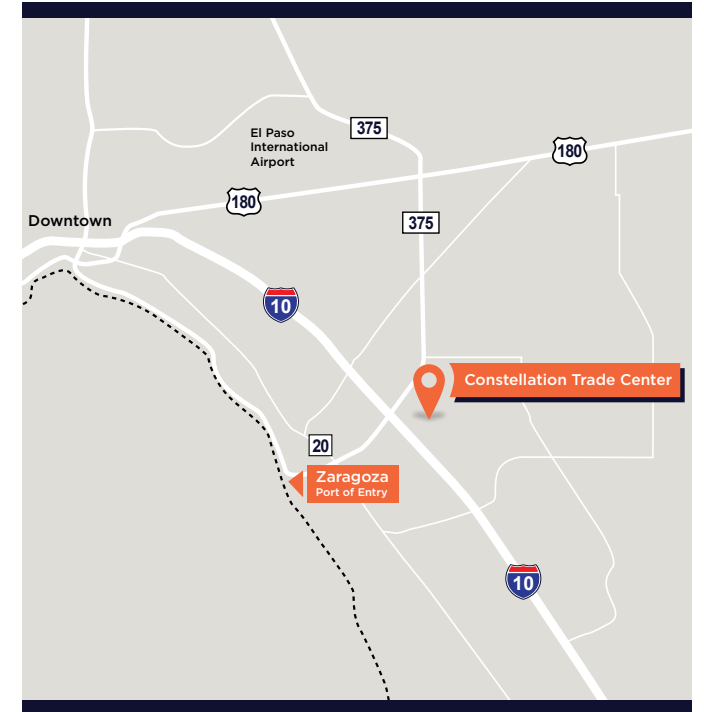 375
El Paso
International
Airport
180
180
Downtown
375
10
Constellation Trade Center
20
Zaragoza
Port of Entry
10